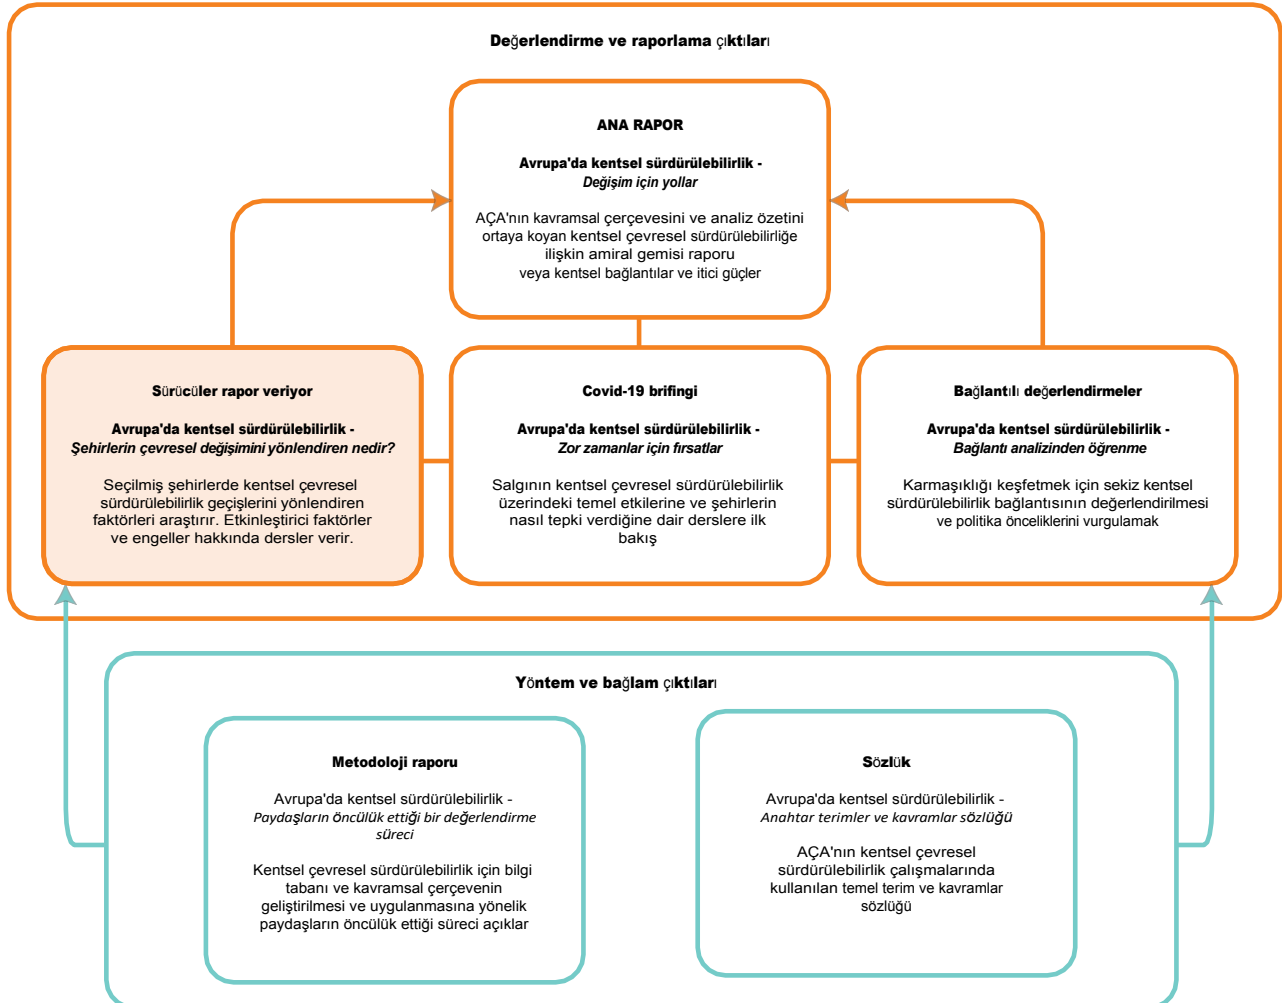 Değerlendirme ve raporlama çıktıları
ANA RAPOR
Avrupa'da kentsel sürdürülebilirlik -
Değişim için yollar
AÇA'nın kavramsal çerçevesini ve analiz özetini
ortaya koyan kentsel çevresel sürdürülebilirliğe
ilişkin amiral gemisi raporu
veya kentsel bağlantılar ve itici güçler
Sürücüler rapor veriyor
Avrupa'da kentsel sürdürülebilirlik -
Şehirlerin çevresel değişimini yönlendiren nedir?
Seçilmiş şehirlerde kentsel çevresel
sürdürülebilirlik geçişlerini yönlendiren
faktörleri araştırır. Etkinleştirici faktörler
ve engeller hakkında dersler verir.
Covid-19 brifingi
Avrupa'da kentsel sürdürülebilirlik -
Zor zamanlar için fırsatlar
Salgının kentsel çevresel sürdürülebilirlik
üzerindeki temel etkilerine ve şehirlerin
nasıl tepki verdiğine dair derslere ilk
bakış
Bağlantılı değerlendirmeler
Avrupa'da kentsel sürdürülebilirlik -
Bağlantı analizinden öğrenme
Karmaşıklığı keşfetmek için sekiz kentsel
sürdürülebilirlik bağlantısının değerlendirilmesi
ve politika önceliklerini vurgulamak
Yöntem ve bağlam çıktıları
Metodoloji raporu
Avrupa'da kentsel sürdürülebilirlik -
Paydaşların öncülük ettiği bir değerlendirme
süreci
Kentsel çevresel sürdürülebilirlik için bilgi
tabanı ve kavramsal çerçevenin
geliştirilmesi ve uygulanmasına yönelik
paydaşların öncülük ettiği süreci açıklar
Sözlük
Avrupa'da kentsel sürdürülebilirlik -
Anahtar terimler ve kavramlar sözlüğü
AÇA'nın kentsel çevresel
sürdürülebilirlik çalışmalarında
kullanılan temel terim ve kavramlar
sözlüğü